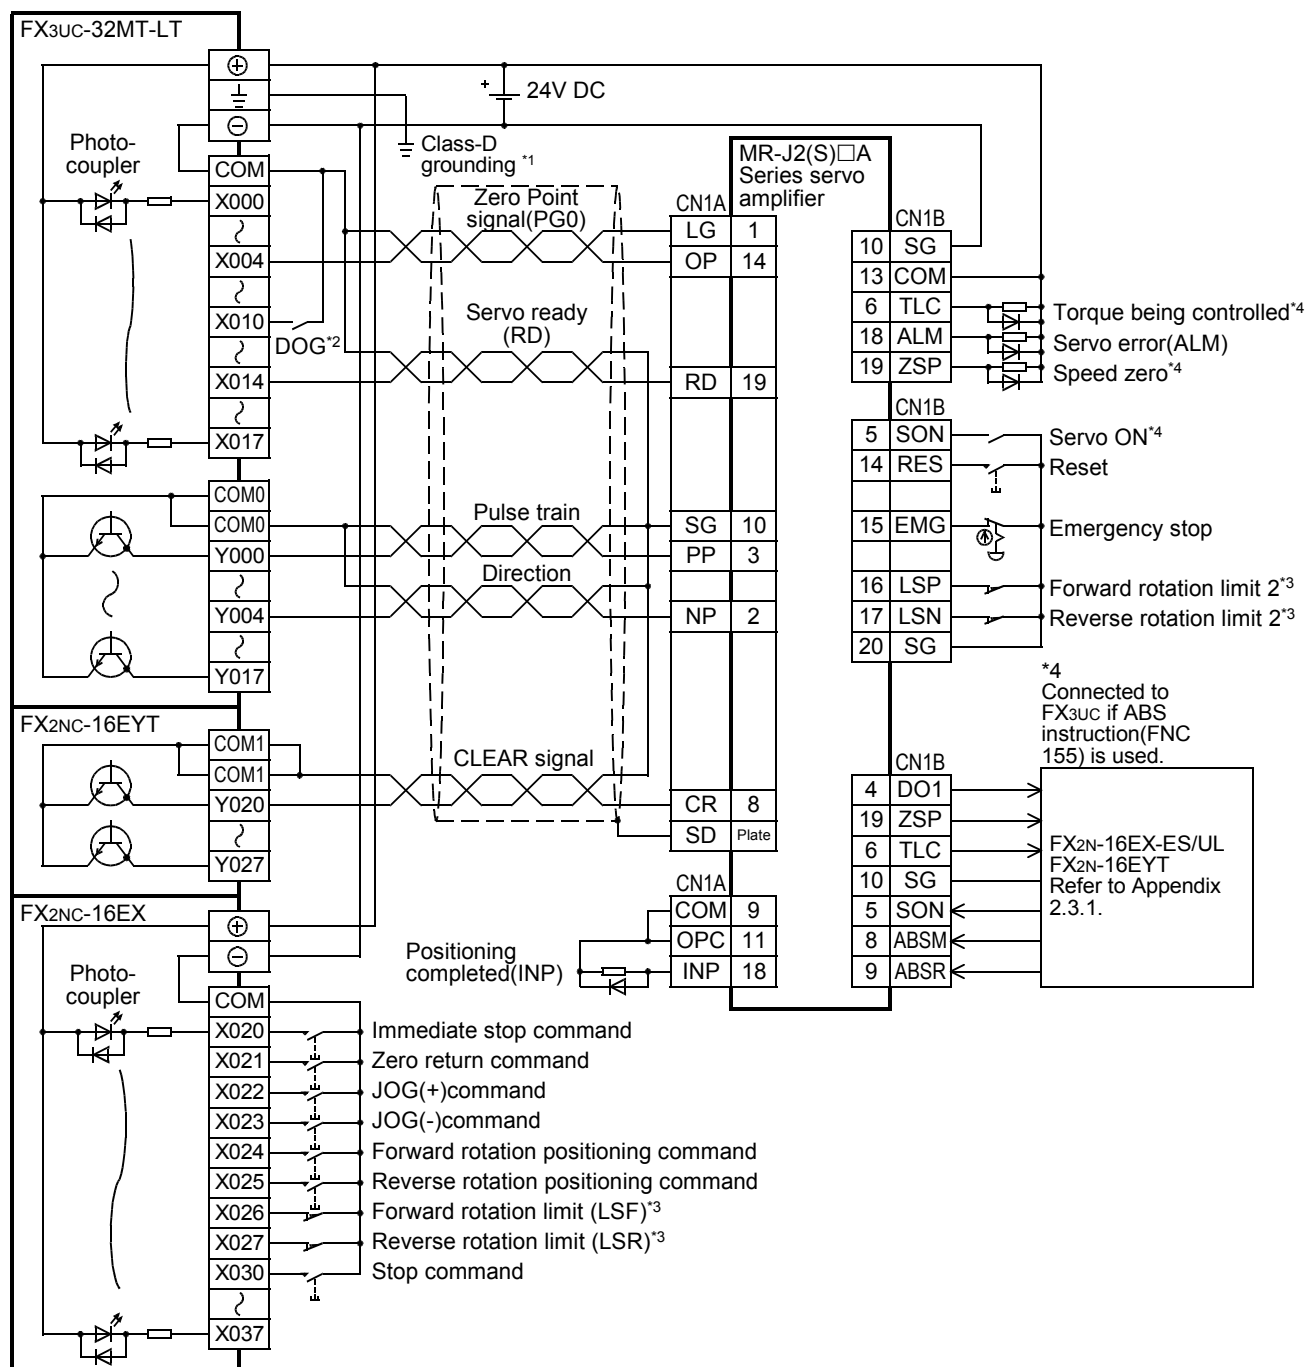 FX3UC-32MT-LT
24V DC
Class-D
grounding *1
Photo-
coupler
COM
X000
X004
X010
X014
X017
DOG*2
Zero Point
signal(PG0)
Servo ready
(RD)
COM0
COM0
Y000
Y004
Y017
Pulse train
Direction
FX2NC-16EYT
COM1
COM1
Y020
Y027
CLEAR signal
FX2NC-16EX
Photo-
coupler
COM
X020 Immediate stop command
X021 Zero return command
X022 JOG(+)command
X023 JOG(-)command
X024 Forward rotation positioning command
X025 Reverse rotation positioning command
X026 Forward rotation limit (LSF)*3
X027 Reverse rotation limit (LSR)*3
X030 Stop command
X037
MR-J2(S)□A
Series servo
amplifier
CN1A
LG 1
OP 14
RD 19
SG 10
PP 3
NP 2
CR 8
SD Plate
CN1A
COM 9
OPC 11
INP 18
Positioning
completed(INP)
CN1B
10 SG
13 COM
6 TLC Torque being controlled*4
18 ALM Servo error(ALM)
19 ZSP Speed zero*4
CN1B
5 SON Servo ON*4
14 RES Reset
15 EMG Emergency stop
16 LSP Forward rotation limit 2*3
17 LSN Reverse rotation limit 2*3
20 SG
*4
Connected to
FX3UC if ABS
instruction(FNC
155) is used.
CN1B
4 DO1
19 ZSP
6 TLC
10 SG
5 SON
8 ABSM
9 ABSR
FX2N-16EX-ES/UL
FX2N-16EYT
Refer to Appendix
2.3.1.